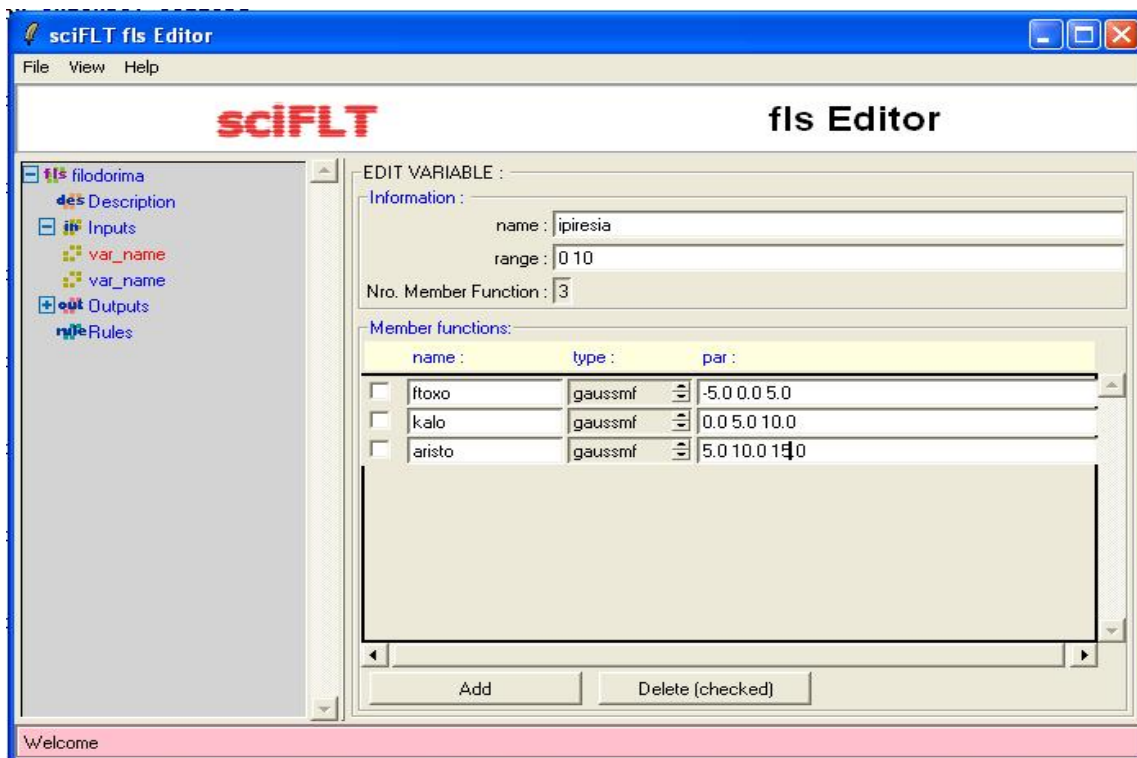 sciFLT fls Editor
File View Help
sciFLT fls Editor
fls filodorima
des Description
in Inputs
var_name
var_name
out Outputs
rule Rules
EDIT VARIABLE :
Information :
name : ipiresia
range : 0 10
Nro. Member Function : 3
Member functions:
name : type : par :
ftoxo gaussmf -5.0 0.0 5.0
kalo gaussmf 0.0 5.0 10.0
aristo gaussmf 5.0 10.0 15.0
Add Delete (checked)
Welcome